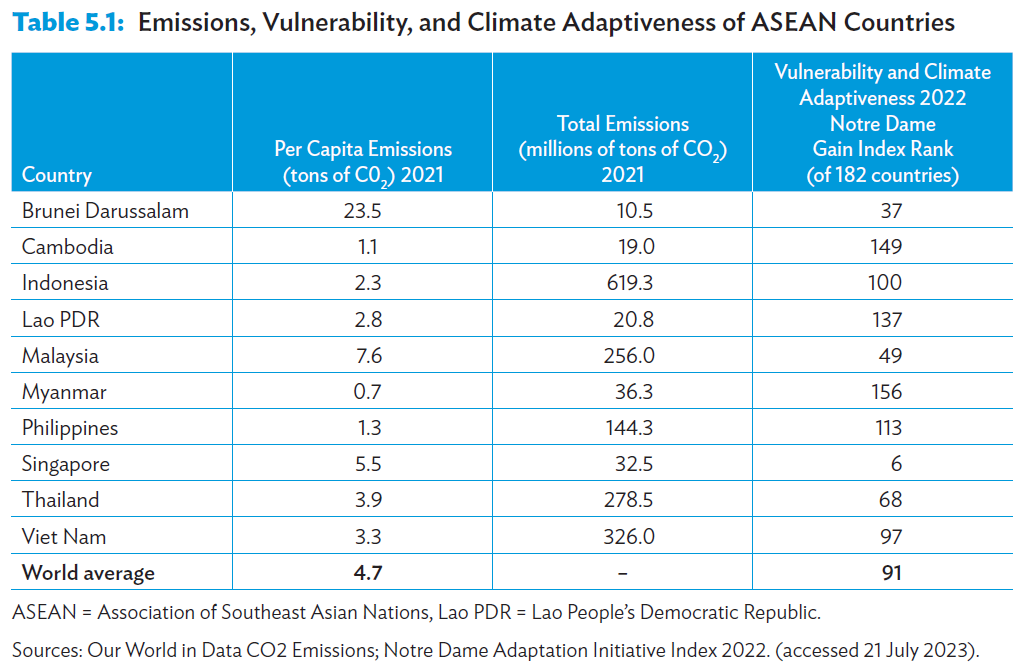 Table 5.1: Emissions, Vulnerability, and Climate Adaptiveness of ASEAN Countries
Country
Per Capita Emissions
(tons of C0₂) 2021
Total Emissions
(millions of tons of CO₂)
2021
Vulnerability and Climate
Adaptiveness 2022
Notre Dame
Gain Index Rank
(of 182 countries)
Brunei Darussalam 23.5 10.5 37
Cambodia 1.1 19.0 149
Indonesia 2.3 619.3 100
Lao PDR 2.8 20.8 137
Malaysia 7.6 256.0 49
Myanmar 0.7 36.3 156
Philippines 1.3 144.3 113
Singapore 5.5 32.5 6
Thailand 3.9 278.5 68
Viet Nam 3.3 326.0 97
World average 4.7 – 91
ASEAN = Association of Southeast Asian Nations, Lao PDR = Lao People’s Democratic Republic.
Sources: Our World in Data CO2 Emissions; Notre Dame Adaptation Initiative Index 2022. (accessed 21 July 2023).